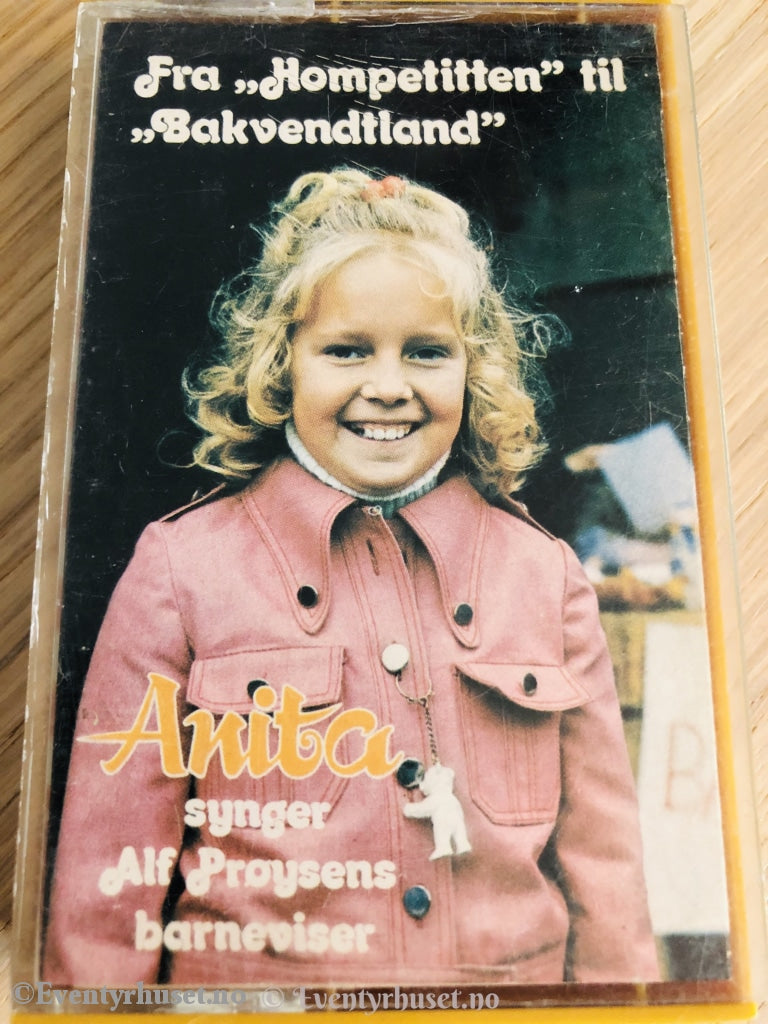 Fra „Hompetitten” til
„Bakvendtland”
Anita
synger
Alf Prøysens
barneviser
©Eventyrhuset.no © Eventyrhuset.no